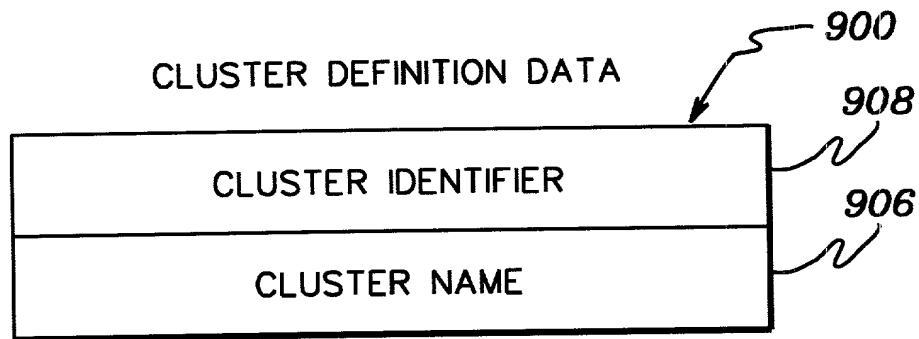 900
CLUSTER DEFINITION DATA
908
CLUSTER IDENTIFIER
906
CLUSTER NAME